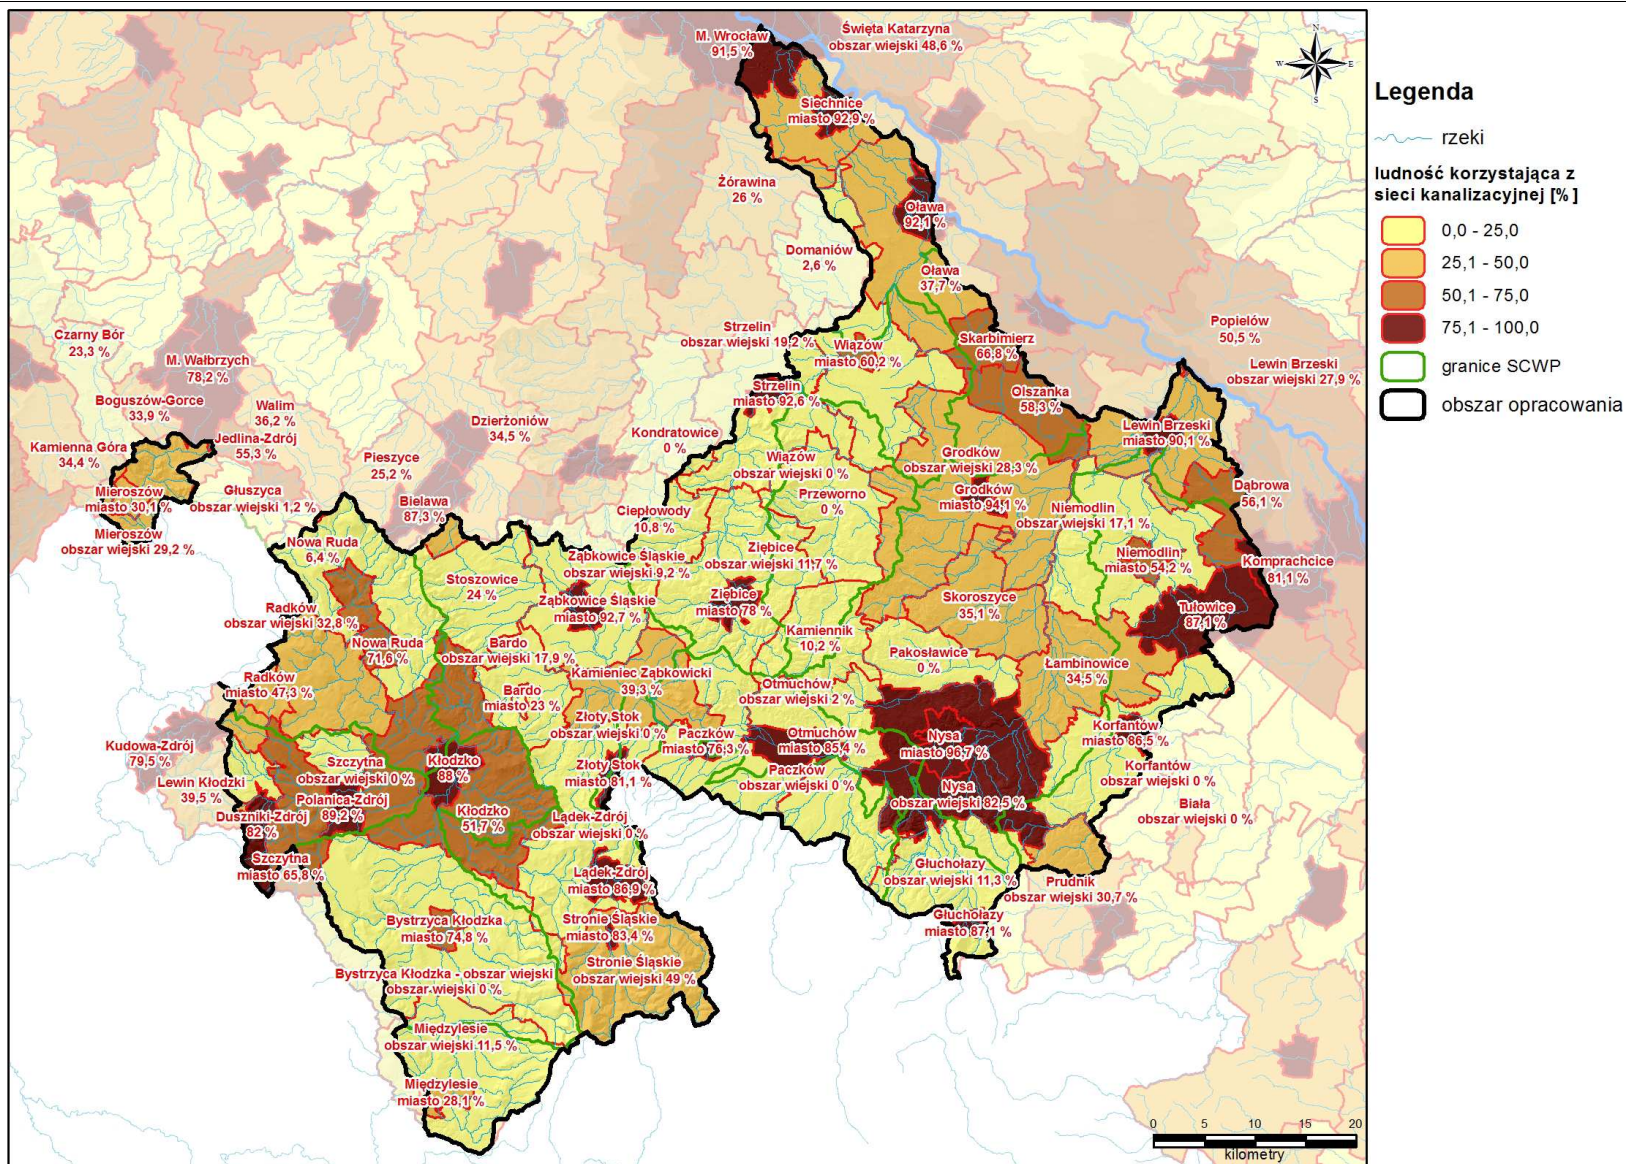 M. Wrocław
91,5 %
Święta Katarzyna
obszar wiejski 48,6 %
N
W
E
S
Siechnice
miasto 92,9 %
Żórawina
26 %
Oława
92,1 %
Domaniów
2,6 %
Oława
37,7 %
Czarny Bór
23,3 %
M. Wałbrzych
78,2 %
Strzelin
obszar wiejski 19,2 %
Wiązów
miasto 60,2 %
Skarbimierz
66,8 %
Popielów
50,5 %
Lewin Brzeski
obszar wiejski 27,9 %
Boguszów-Gorce
33,9 %
Walim
36,2 %
Strzelin
miasto 92,6 %
Olszanka
58,3 %
Dzierżoniów
34,5 %
Kondratowice
0 %
Lewin Brzeski
miasto 90,1 %
Kamienna Góra
34,4 %
Jedlina-Zdrój
55,3 %
Pieszyce
25,2 %
Wiązów
obszar wiejski 0 %
Grodków
obszar wiejski 28,3 %
Mieroszów
miasto 30,1 %
Głuszyca
obszar wiejski 1,2 %
Bielawa
87,3 %
Ciepłowody
10,8 %
Przeworno
0 %
Grodków
miasto 94,1 %
Niemodlin
obszar wiejski 17,1 %
Dąbrowa
56,1 %
Mieroszów
obszar wiejski 29,2 %
Nowa Ruda
6,4 %
Ząbkowice Śląskie
obszar wiejski 9,2 %
Ziębice
obszar wiejski 11,7 %
Niemodlin
miasto 54,2 %
Komprachcice
81,1 %
Stoszowice
24 %
Ząbkowice Śląskie
miasto 92,7 %
Ziębice
miasto 78 %
Skoroszyce
35,1 %
Tułowice
87,1 %
Radków
obszar wiejski 32,8 %
Nowa Ruda
71,6 %
Bardo
obszar wiejski 17,9 %
Kamiennik
10,2 %
Pakosławice
0 %
Łambinowice
34,5 %
Radków
miasto 47,3 %
Bardo
miasto 23 %
Kamieniec Ząbkowicki
39,3 %
Otmuchów
obszar wiejski 2 %
Złoty Stok
obszar wiejski 0 %
Paczków
miasto 76,3 %
Otmuchów
miasto 85,4 %
Nysa
miasto 96,7 %
Korfantów
miasto 86,5 %
Kudowa-Zdrój
79,5 %
Szczytna
obszar wiejski 0 %
Kłodzko
88 %
Złoty Stok
miasto 81,1 %
Paczków
obszar wiejski 0 %
Nysa
obszar wiejski 82,5 %
Korfantów
obszar wiejski 0 %
Lewin Kłodzki
39,5 %
Polanica-Zdrój
89,2 %
Duszniki-Zdrój
82 %
Kłodzko
51,7 %
Lądek-Zdrój
obszar wiejski 0 %
Biała
obszar wiejski 0 %
Szczytna
miasto 65,8 %
Lądek-Zdrój
miasto 86,9 %
Głuchołazy
obszar wiejski 11,3 %
Prudnik
obszar wiejski 30,7 %
Bystrzyca Kłodzka
miasto 74,8 %
Stronie Śląskie
miasto 83,4 %
Głuchołazy
miasto 87,1 %
Bystrzyca Kłodzka - obszar wiejski
obszar wiejski 0 %
Stronie Śląskie
obszar wiejski 49 %
Międzylesie
obszar wiejski 11,5 %
Międzylesie
miasto 28,1 %
0 5 10 15 20
kilometry
Legenda
rzeki
ludność korzystająca z
sieci kanalizacyjnej [%]
0,0 - 25,0
25,1 - 50,0
50,1 - 75,0
75,1 - 100,0
granice SCWP
obszar opracowania